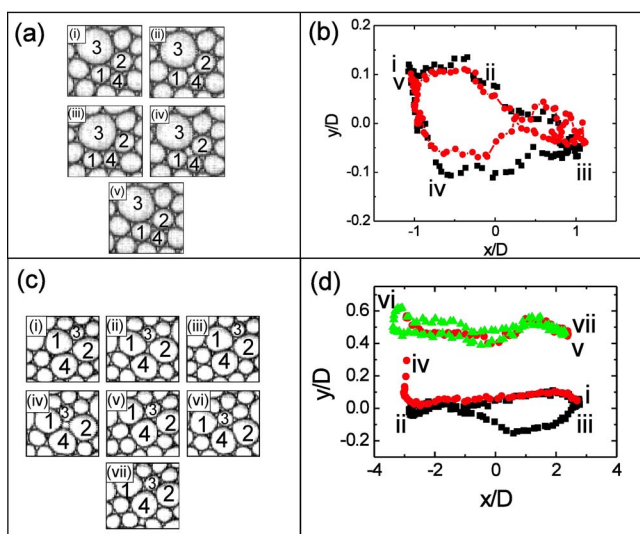 (a)
(i)
3
2
1
4
(ii)
3
2
1
4
(iii)
3
2
1
4
(iv)
3
2
1
4
(v)
3
2
1
4
(b)
0.2
0.1
0.0
-0.1
-0.2
y/D
i
v
ii
iv
iii
-1
0
1
x/D
(c)
(i)
1
3
2
4
(ii)
1
3
2
4
(iii)
1
3
2
4
(iv)
1
3
2
4
(v)
1
3
2
4
(vi)
1
3
2
4
(vii)
1
3
2
4
(d)
0.6
0.4
0.2
0.0
-0.2
y/D
vi
vii
v
iv
i
ii
iii
-4
-2
0
2
4
x/D